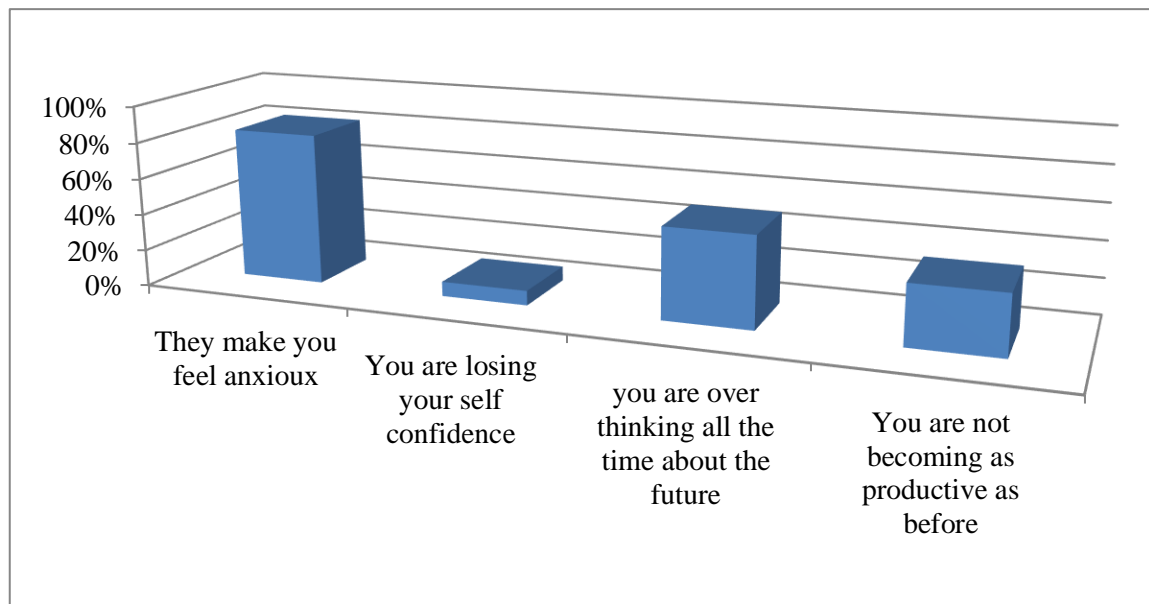 100%
80%
60%
40%
20%
0%
They make you
feel anxioux
You are losing
your self
confidence
you are over
thinking all the
time about the
future
You are not
becoming as
productive as
before